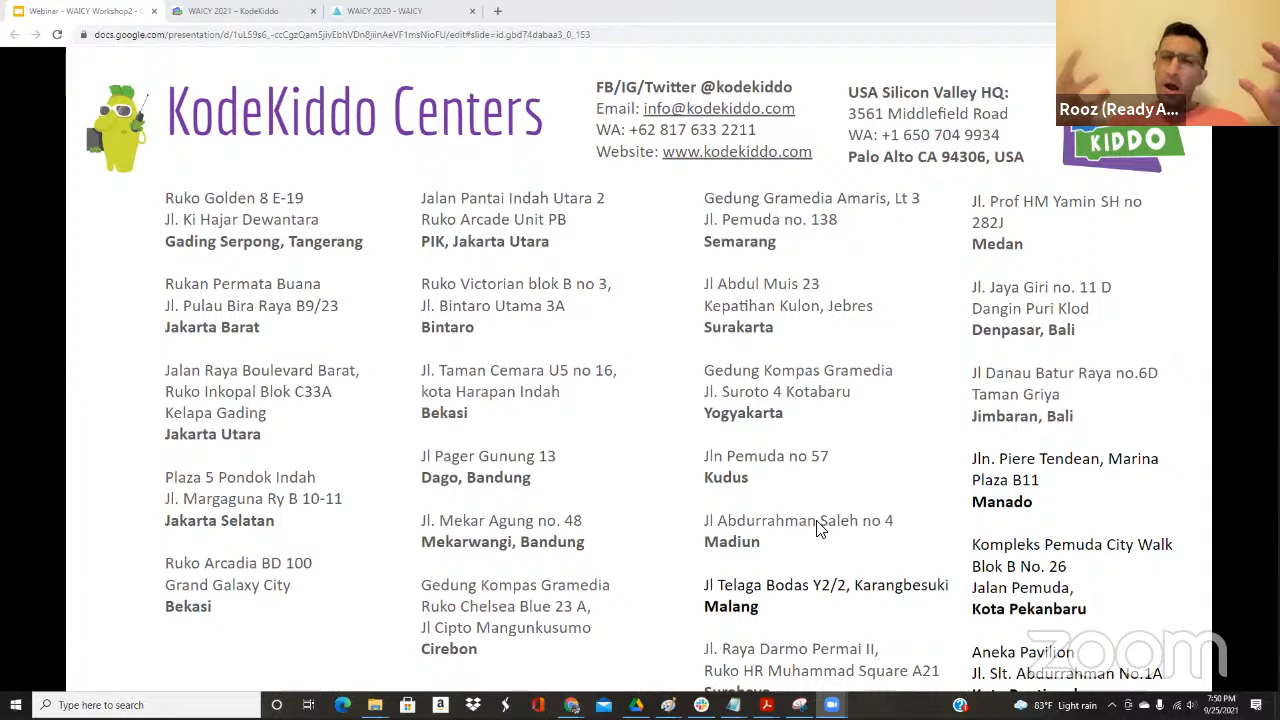 Webinar - WAICY Workshop2 - G
WAICY 2021 – KodeKiddo
WAICY 2020 - WAICY
docs.google.com/presentation/d/1uL59s6_-ccCgzQam5jivEbhVDn8jiinAeVF1msNioFU/edit#slide=id.gbd74dabaa3_0_153
Rooz (Ready A...
KodeKiddo Centers
FB/IG/Twitter @kodekiddo
Email: info@kodekiddo.com
WA: +62 817 633 2211
Website: www.kodekiddo.com
USA Silicon Valley HQ:
3561 Middlefield Road
WA: +1 650 704 9934
Palo Alto CA 94306, USA
KIDDO
Ruko Golden 8 E-19
Jl. Ki Hajar Dewantara
Gading Serpong, Tangerang
Rukan Permata Buana
Jl. Pulau Bira Raya B9/23
Jakarta Barat
Jalan Raya Boulevard Barat,
Ruko Inkopal Blok C33A
Kelapa Gading
Jakarta Utara
Plaza 5 Pondok Indah
Jl. Margaguna Ry B 10-11
Jakarta Selatan
Ruko Arcadia BD 100
Grand Galaxy City
Bekasi
Jalan Pantai Indah Utara 2
Ruko Arcade Unit PB
PIK, Jakarta Utara
Ruko Victorian blok B no 3,
Jl. Bintaro Utama 3A
Bintaro
Jl. Taman Cemara U5 no 16,
kota Harapan Indah
Bekasi
Jl Pager Gunung 13
Dago, Bandung
Jl. Mekar Agung no. 48
Mekarwangi, Bandung
Gedung Kompas Gramedia
Ruko Chelsea Blue 23 A,
Jl Cipto Mangunkusumo
Cirebon
Gedung Gramedia Amaris, Lt 3
Jl. Pemuda no. 138
Semarang
Jl Abdul Muis 23
Kepatihan Kulon, Jebres
Surakarta
Gedung Kompas Gramedia
Jl. Suroto 4 Kotabaru
Yogyakarta
Jln Pemuda no 57
Kudus
Jl Abdurrahman Saleh no 4
Madiun
Jl Telaga Bodas Y2/2, Karangbesuki
Malang
Jl. Raya Darmo Permai II,
Ruko HR Muhammad Square A21
Surabaya
Jl. Prof HM Yamin SH no
282J
Medan
Jl. Jaya Giri no. 11 D
Dangin Puri Klod
Denpasar, Bali
Jl Danau Batur Raya no.6D
Taman Griya
Jimbaran, Bali
Jln. Piere Tendean, Marina
Plaza B11
Manado
Kompleks Pemuda City Walk
Blok B No. 26
Jalan Pemuda,
Kota Pekanbaru
Aneka Pavilion
Jl. Slt. Abdurrahman No.1A
zoom
Type here to search
83°F Light rain
7:50 PM
9/25/2021